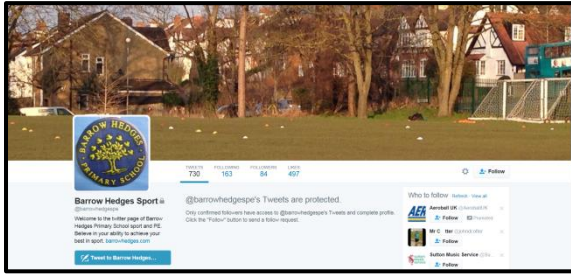 BARROW HEDGES
PRIMARY SCHOOL
TWEETS FOLLOWING FOLLOWERS LIKES
730 163 84 497
Follow
Barrow Hedges Sport
@barrowhedgespe
Welcome to the twitter page of Barrow
Hedges Primary School sport and PE.
Believe in your ability to achieve your
best in sport. barrowhedges.com
Tweet to Barrow Hedges...
@barrowhedgespe's Tweets are protected.
Only confirmed followers have access to @barrowhedgespe's Tweets and complete profile.
Click the "Follow" button to send a follow request.
Who to follow Refresh View all
AER
Aeroball UK
Follow
Mr C
Follow
Sutton Music Service
Follow